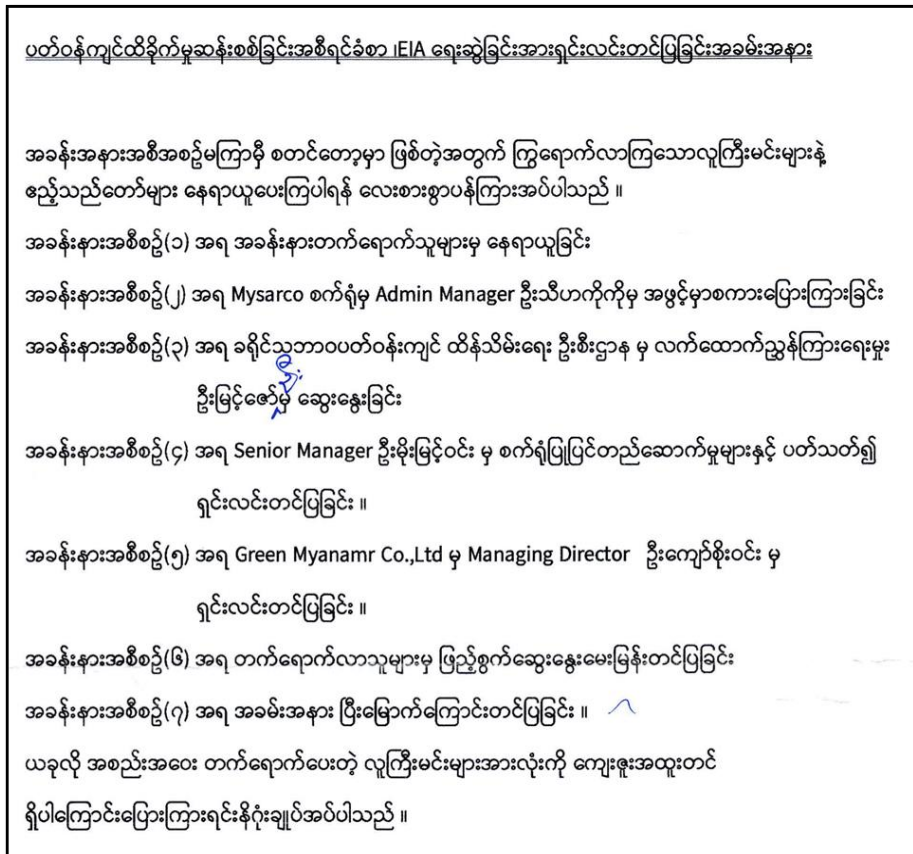 ပတ်ဝန်ကျင်ထိခိုက်မှုဆန်းစစ်ခြင်းအစီရင်ခံစာ ၊EIA ရေးဆွဲခြင်းအားရှင်းလင်းတင်ပြခြင်းအခမ်းအနား
အခန်းအနားအစီအစဥ်မကြာမှီ စတင်တော့မှာ ဖြစ်တဲ့အတွက် ကြွရောက်လာကြသောလူကြီးမင်းများနဲ့
ဧည့်သည်တော်များ နေရာယူပေးကြပါရန် လေးစားစွာပန်ကြားအပ်ပါသည် ။
အခန်းနားအစီစဥ်(၁) အရ အခန်းနားတက်ရောက်သူများမှ နေရာယူခြင်း
အခန်းနားအစီစဥ်(၂) အရ Mysarco စက်ရုံမှ Admin Manager ဦးသီဟကိုကိုမှ အဖွင့်မှာစကားပြောကြားခြင်း
အခန်းနားအစီစဥ်(၃) အရ ခရိုင်သဘာဝပတ်ဝန်းကျင် ထိန်သိမ်းရေး ဦးစီးဌာန မှ လက်ထောက်ညွှန်ကြားရေးမှုး
ဦးမြင့်ဇော်မှ ဆွေးနွေးခြင်း
အခန်းနားအစီစဥ်(၄) အရ Senior Manager ဦးမိုးမြင့်ဝင်း မှ စက်ရုံပြုပြင်တည်ဆောက်မှုများနှင့် ပတ်သတ်၍
ရှင်းလင်းတင်ပြခြင်း ။
အခန်းနားအစီစဥ်(၅) အရ Green Myanamr Co.,Ltd မှ Managing Director ဦးကျော်စိုးဝင်း မှ
ရှင်းလင်းတင်ပြခြင်း ။
အခန်းနားအစီစဥ်(၆) အရ တက်ရောက်လာသူများမှ ဖြည့်စွက်ဆွေးနွေးမေးမြန်းတင်ပြခြင်း
အခန်းနားအစီစဥ်(၇) အရ အခမ်းအနား ပြီးမြောက်ကြောင်းတင်ပြခြင်း ။
ယခုလို အစည်းအဝေး တက်ရောက်ပေးတဲ့ လူကြီးမင်းများအားလုံးကို ကျေးဇူးအထူးတင်
ရှိပါကြောင်းပြောကြားရင်းနိဂုံးချုပ်အပ်ပါသည် ။